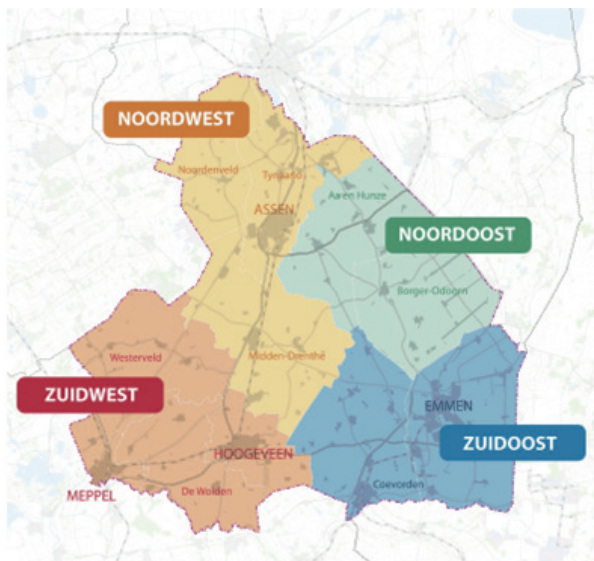 NOORDWEST
Noordenveld
Tynaarlo
Aa en Hunze
ASSEN
NOORDOOST
Borger-Odoorn
Westerveld
Midden-Drenthe
ZUIDWEST
EMMEN
ZUIDOOST
HOOGEVEEN
MEPPEL
De Wolden
Coevorden